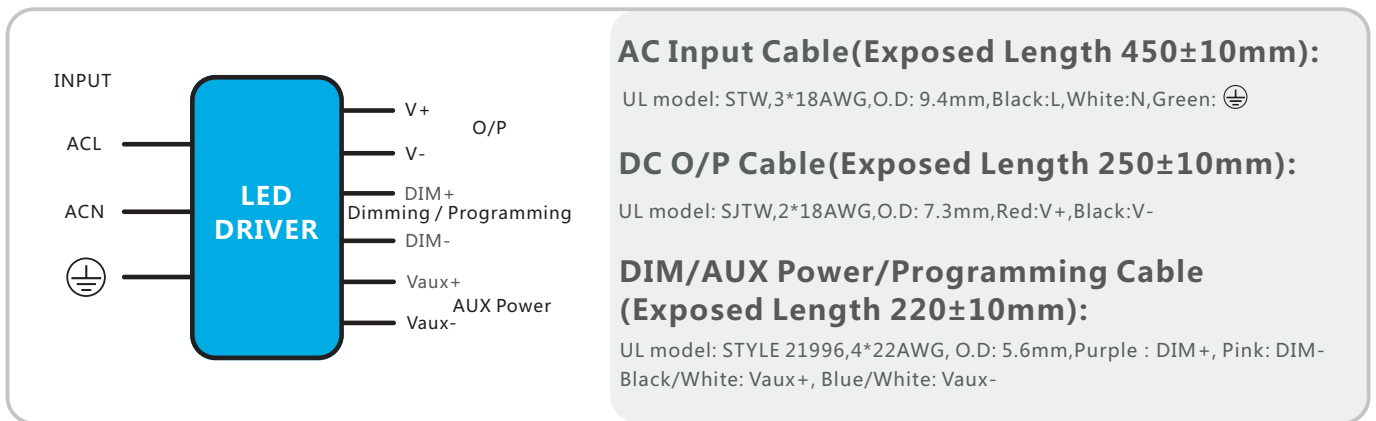 INPUT
ACL
ACN
LED
DRIVER
V+
O/P
V-
DIM+
Dimming / Programming
DIM-
Vaux+
AUX Power
Vaux-
AC Input Cable(Exposed Length 450±10mm):
UL model: STW,3*18AWG,O.D: 9.4mm,Black:L,White:N,Green:
DC O/P Cable(Exposed Length 250±10mm):
UL model: SJTW,2*18AWG,O.D: 7.3mm,Red:V+,Black:V-
DIM/AUX Power/Programming Cable
(Exposed Length 220±10mm):
UL model: STYLE 21996,4*22AWG, O.D: 5.6mm,Purple : DIM+, Pink: DIM-
Black/White: Vaux+, Blue/White: Vaux-